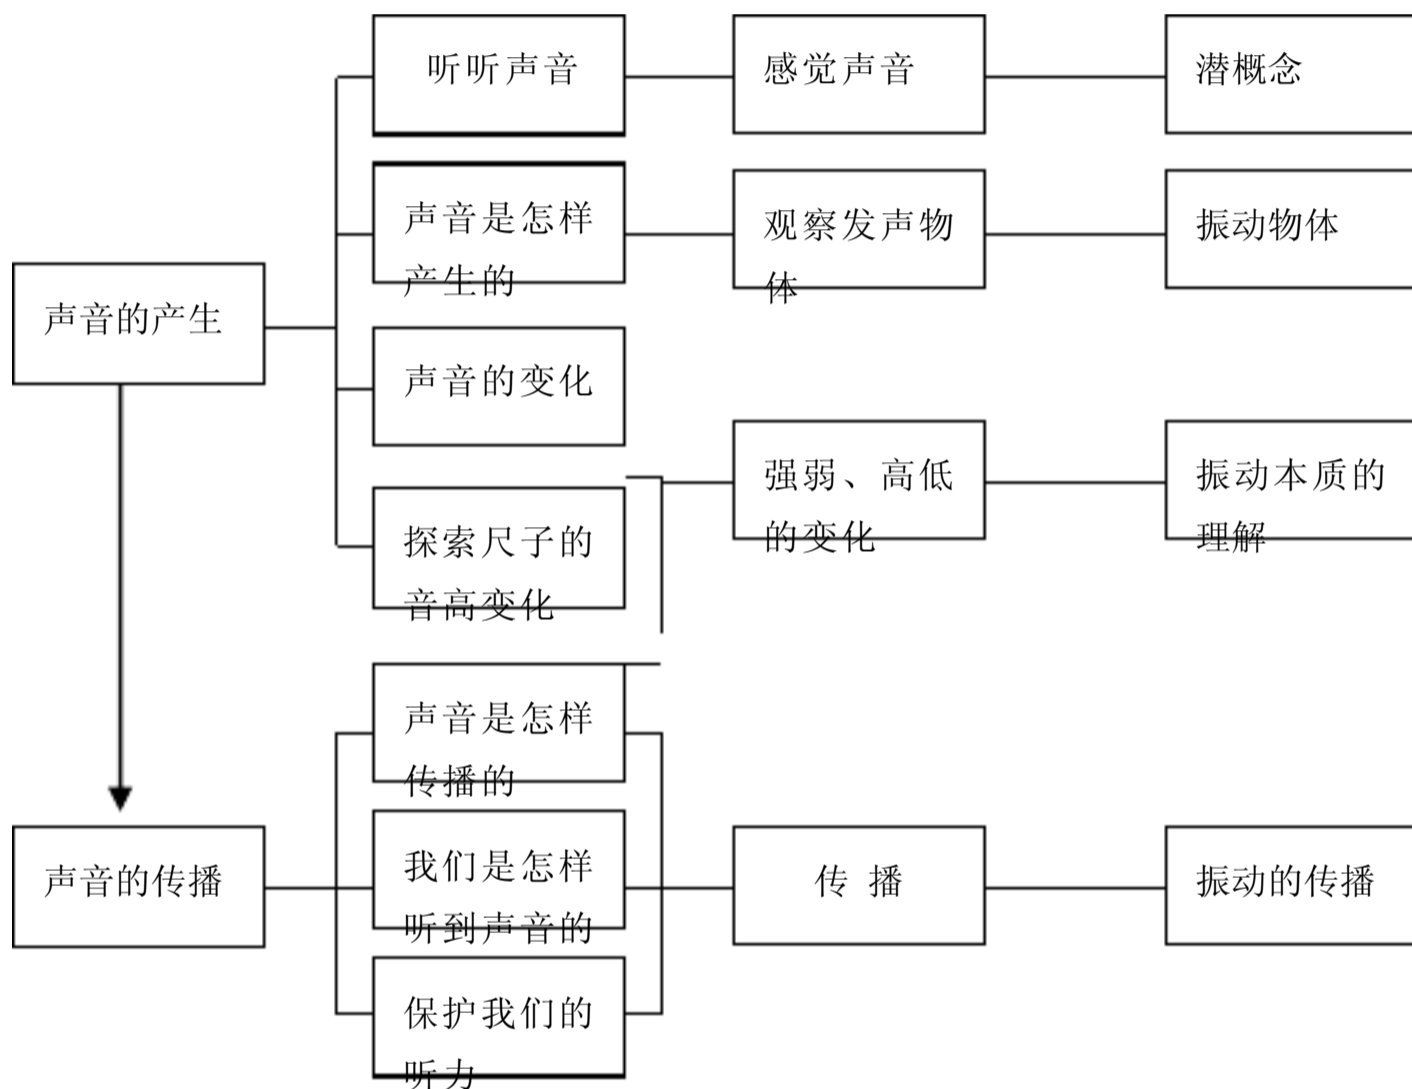 听听声音
感觉声音
潜概念
声音是怎样
产生的
观察发声物
体
振动物体
声音的产生
声音的变化
探索尺子的
音高变化
强弱、高低
的变化
振动本质的
理解
声音是怎样
传播的
声音的传播
我们是怎样
听到声音的
传 播
振动的传播
保护我们的
听力